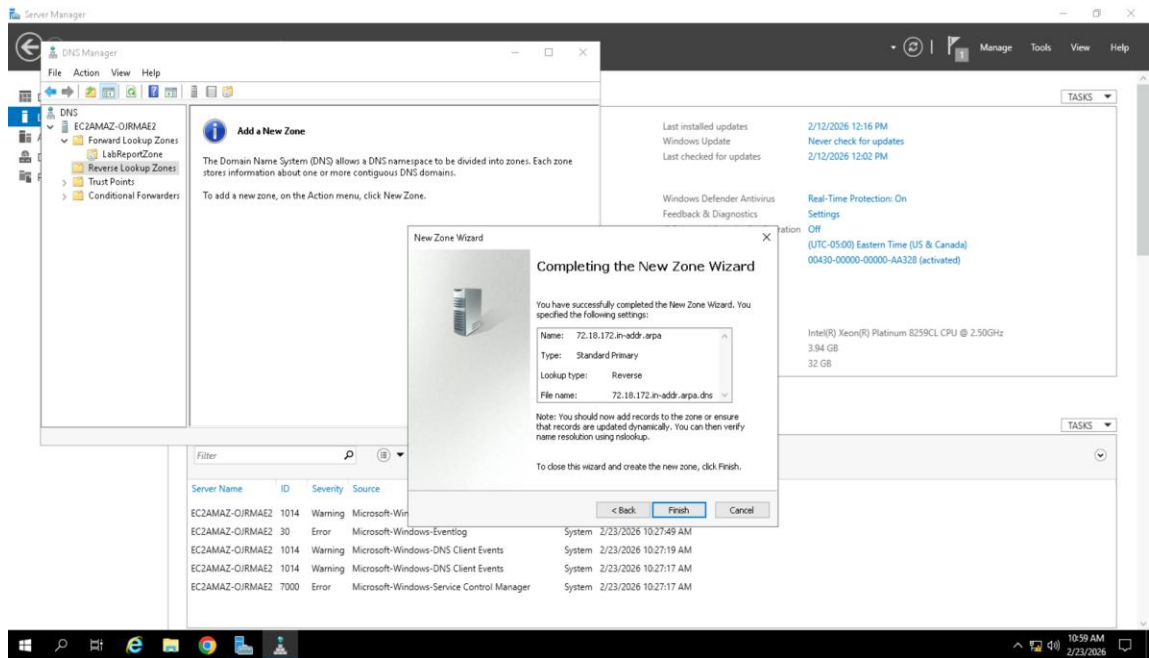 Server Manager
Manage Tools View Help
1
DNS Manager
File Action View Help
DNS
EC2AMAZ-OJRMAE2
Forward Lookup Zones
LabReportZone
Reverse Lookup Zones
Trust Points
Conditional Forwarders
Add a New Zone
The Domain Name System (DNS) allows a DNS namespace to be divided into zones. Each zone
stores information about one or more contiguous DNS domains.
To add a new zone, on the Action menu, click New Zone.
TASKS
Last installed updates 2/12/2026 12:16 PM
Windows Update Never check for updates
Last checked for updates 2/12/2026 12:02 PM
Windows Defender Antivirus Real-Time Protection: On
Feedback & Diagnostics Settings
ration Off
(UTC-05:00) Eastern Time (US & Canada)
00430-00000-00000-AA328 (activated)
Intel(R) Xeon(R) Platinum 8259CL CPU @ 2.50GHz
3.94 GB
32 GB
New Zone Wizard
Completing the New Zone Wizard
You have successfully completed the New Zone Wizard. You
specified the following settings:
Name: 72.18.172.in-addr.arpa
Type: Standard Primary
Lookup type: Reverse
File name: 72.18.172.in-addr.arpa.dns
Note: You should now add records to the zone or ensure
that records are updated dynamically. You can then verify
name resolution using nslookup.
To close this wizard and create the new zone, click Finish.
< Back Finish Cancel
TASKS
Filter
Server Name ID Severity Source
EC2AMAZ-OJRMAE2 1014 Warning Microsoft-Win
EC2AMAZ-OJRMAE2 30 Error Microsoft-Windows-Eventlog System 2/23/2026 10:27:49 AM
EC2AMAZ-OJRMAE2 1014 Warning Microsoft-Windows-DNS Client Events System 2/23/2026 10:27:19 AM
EC2AMAZ-OJRMAE2 1014 Warning Microsoft-Windows-DNS Client Events System 2/23/2026 10:27:17 AM
EC2AMAZ-OJRMAE2 7000 Error Microsoft-Windows-Service Control Manager System 2/23/2026 10:27:17 AM
10:59 AM
2/23/2026